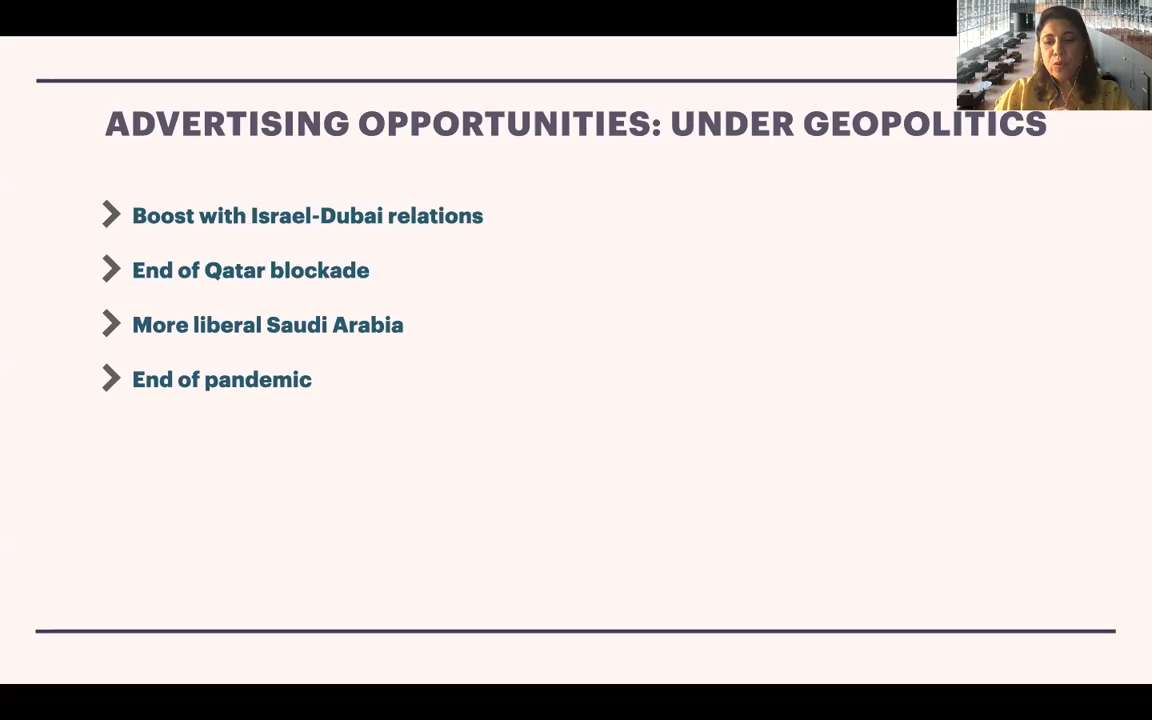 ADVERTISING OPPORTUNITIES: UNDER GEOPOLITICS
Boost with Israel-Dubai relations
End of Qatar blockade
More liberal Saudi Arabia
End of pandemic